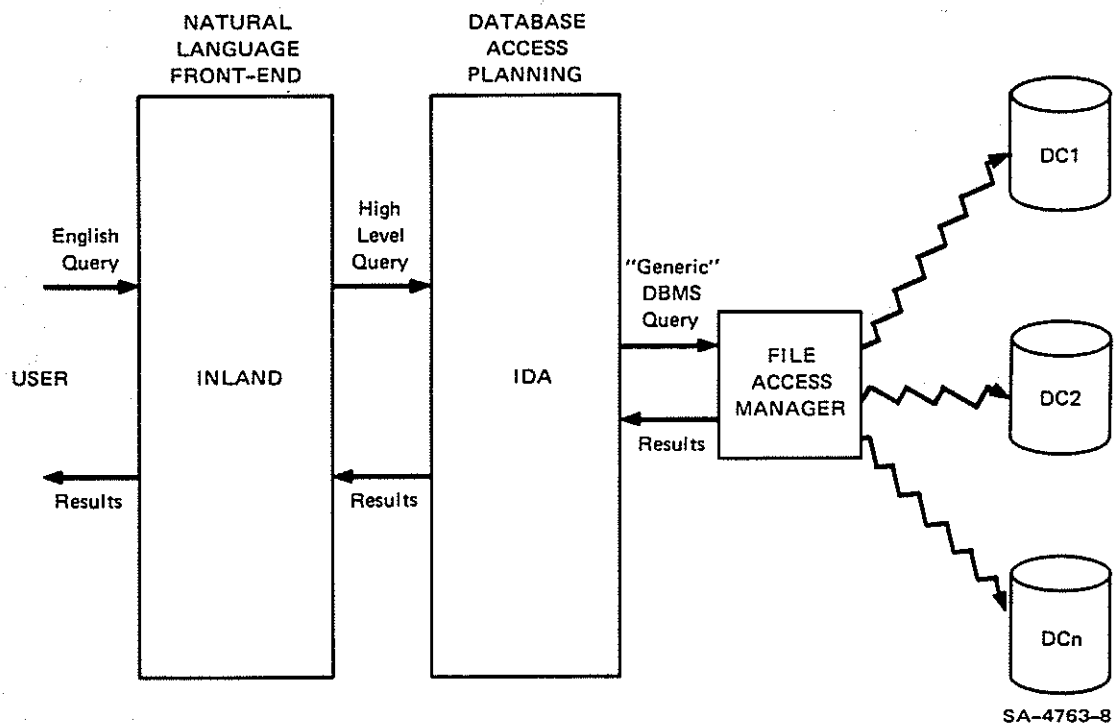 NATURAL
LANGUAGE
FRONT-END
DATABASE
ACCESS
PLANNING
DC1
English
Query
High
Level
Query
"Generic"
DBMS
Query
USER
INLAND
IDA
FILE
ACCESS
MANAGER
DC2
Results
Results
Results
DCn
SA-4763-8